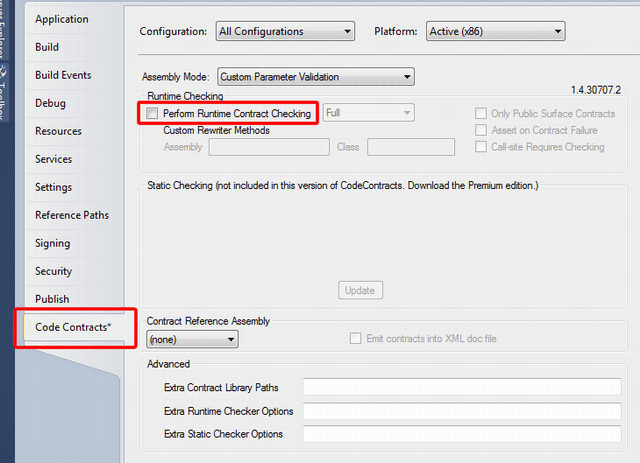 Server Explorer
Toolbox
Application
Build
Build Events
Debug
Resources
Services
Settings
Reference Paths
Signing
Security
Publish
Code Contracts*
Configuration: All Configurations Platform: Active (x86)
Assembly Mode: Custom Parameter Validation
1.4.30707.2
Runtime Checking
Perfom Runtime Contract Checking Full Only Public Surface Contracts
Custom Rewriter Methods Assert on Contract Failure
Assembly Class Call-site Requires Checking
Static Checking (not included in this version of CodeContracts. Download the Premium edition.)
Update
Contract Reference Assembly
(none) Emit contracts into XML doc file
Advanced
Extra Contract Library Paths
Extra Runtime Checker Options
Extra Static Checker Options